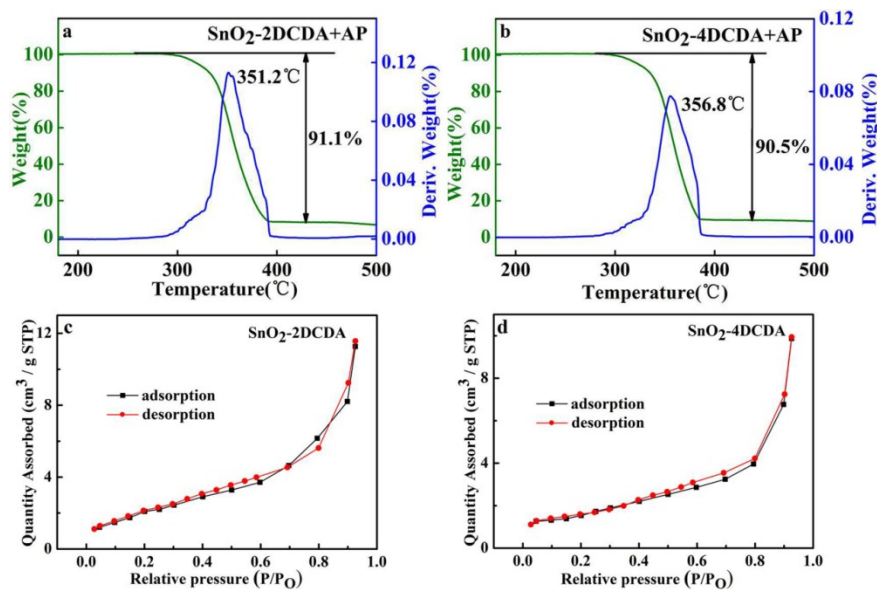 a
SnO2-2DCDA+AP
351.2℃
91.1%
Weight(%)
100
80
60
40
20
0
Deriv. Weight(%)
0.12
0.08
0.04
0.00
200 300 400 500
Temperature(℃)
b
SnO2-4DCDA+AP
356.8℃
90.5%
Weight(%)
100
80
60
40
20
0
Deriv. Weight(%)
0.12
0.08
0.04
0.00
200 300 400 500
Temperature(℃)
c
SnO2-2DCDA
adsorption
desorption
Quantity Assorbed (cm3 / g STP)
12
8
4
0
0.0 0.2 0.4 0.6 0.8 1.0
Relative pressure (P/PO)
d
SnO2-4DCDA
adsorption
desorption
Quantity Assorbed (cm3 / g STP)
10
8
6
4
2
0
0.0 0.2 0.4 0.6 0.8 1.0
Relative pressure (P/PO)